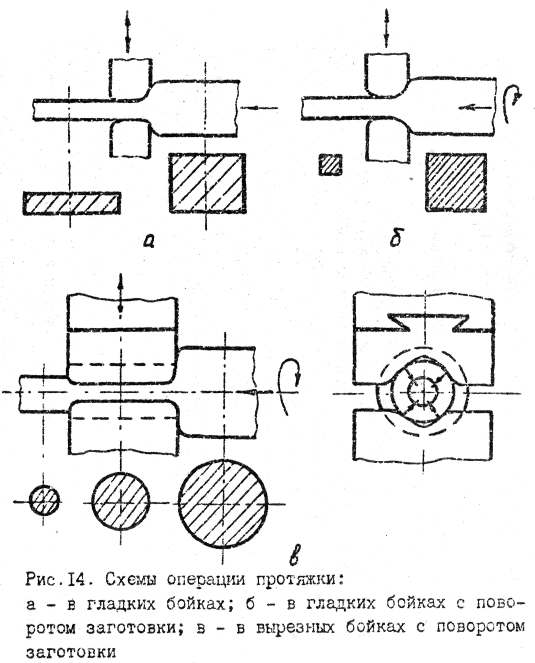 а
б
в
Рис.14. Схемы операции протяжки:
а - в гладких бойках; б - в гладких бойках с пово-
ротом заготовки; в - в вырезных бойках с поворотом
заготовки